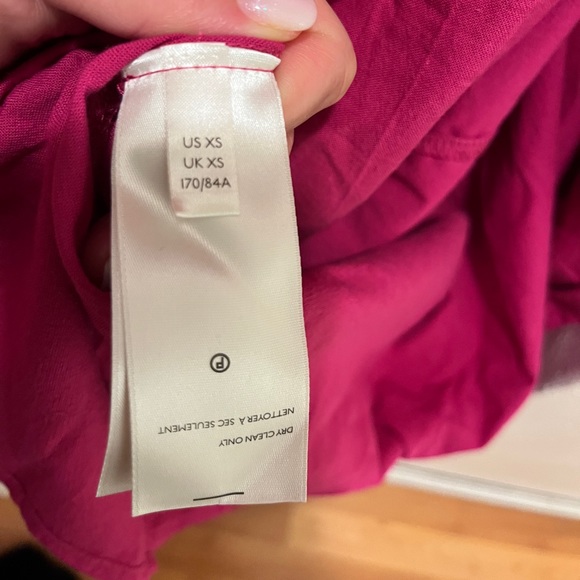 US XS
UK XS
170/84A
Ⓟ
DRY CLEAN ONLY
NETTOYER À SEC SEULEMENT